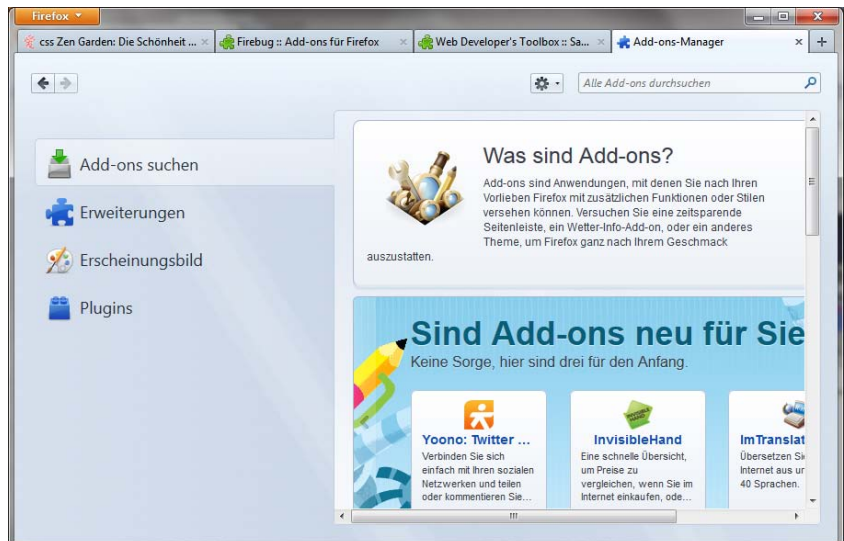 Firefox
css Zen Garden: Die Schönheit ...
Firebug :: Add-ons für Firefox
Web Developer's Toolbox :: Sa...
Add-ons-Manager
Alle Add-ons durchsuchen
Add-ons suchen
Erweiterungen
Erscheinungsbild
Plugins
Was sind Add-ons?
Add-ons sind Anwendungen, mit denen Sie nach Ihren
Vorlieben Firefox mit zusätzlichen Funktionen oder Stilen
versehen können. Versuchen Sie eine zeitsparende
Seitenleiste, ein Wetter-Info-Add-on, oder ein anderes
Theme, um Firefox ganz nach Ihrem Geschmack
auszustatten.
Sind Add-ons neu für Sie
Keine Sorge, hier sind drei für den Anfang.
Yoono: Twitter ...
Verbinden Sie sich
einfach mit Ihren sozialen
Netzwerken und teilen
oder kommentieren Sie...
INVISIBLE
HAND
InvisibleHand
Eine schnelle Übersicht,
um Preise zu
vergleichen, wenn Sie im
Internet einkaufen, ode...
ImTranslat
Übersetzen Sie
Internet aus ur
40 Sprachen.